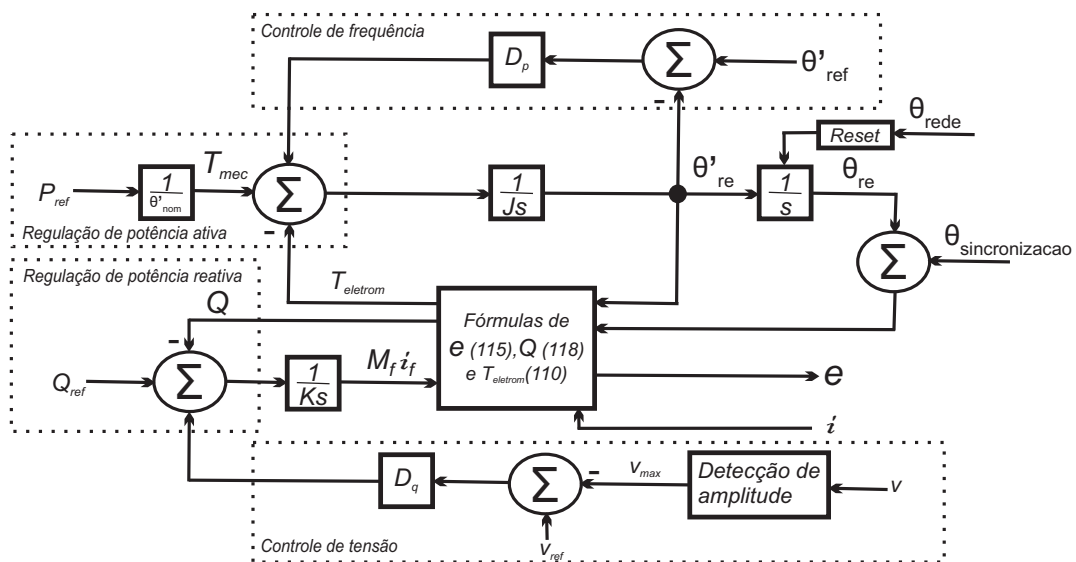 Controle de frequência
D_p
Σ
θ'_ref
-
θ_rede
Reset
P_ref
1
θ'_nom
T_mec
Σ
-
1
Js
θ'_re
1
s
θ_re
Regulação de potência ativa
Σ
θ_sincronizacao
Regulação de potência reativa
T_eletrom
Q
-
Q_ref
Σ
1
Ks
M_f i_f
Fórmulas de
e (115), Q (118)
e T_eletrom (110)
e
i
D_q
Σ
-
v_max
Detecção de
amplitude
v
v_ref
Controle de tensão